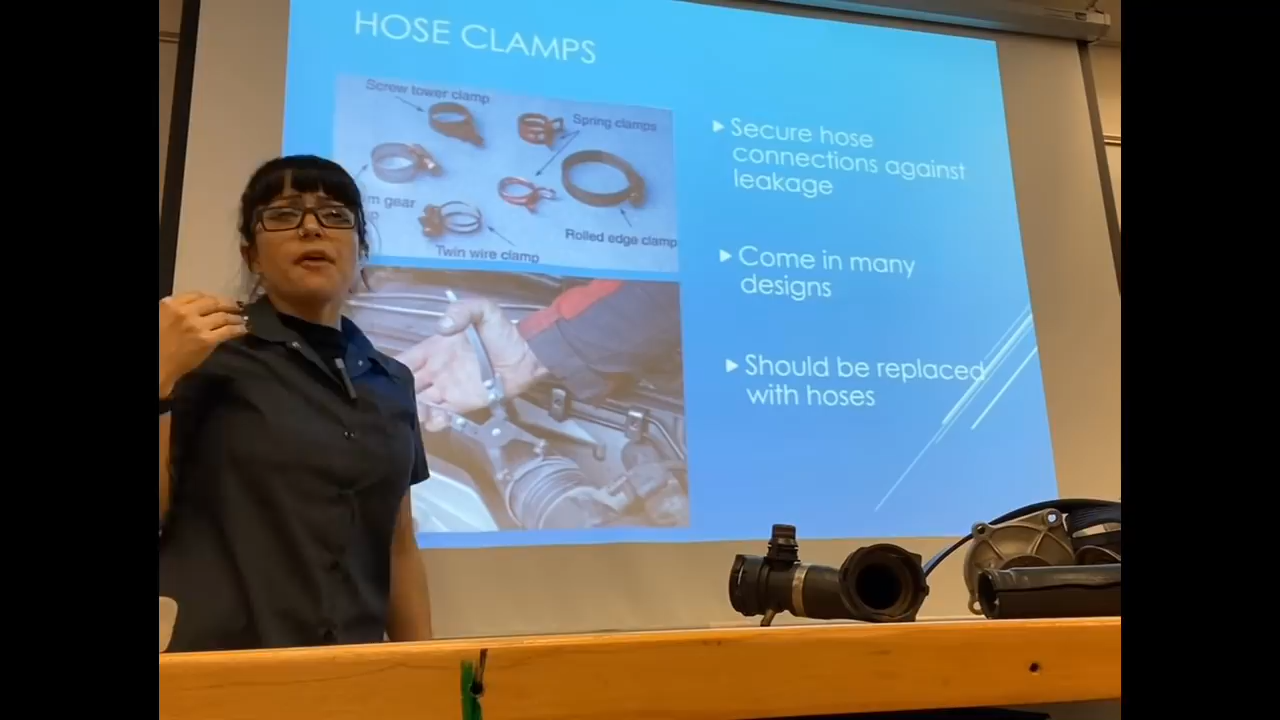 HOSE CLAMPS
Screw tower clamp
Spring clamps
gear
Rolled edge clamp
Twin wire clamp
Secure hose
connections against
leakage
Come in many
designs
Should be replaced
with hoses